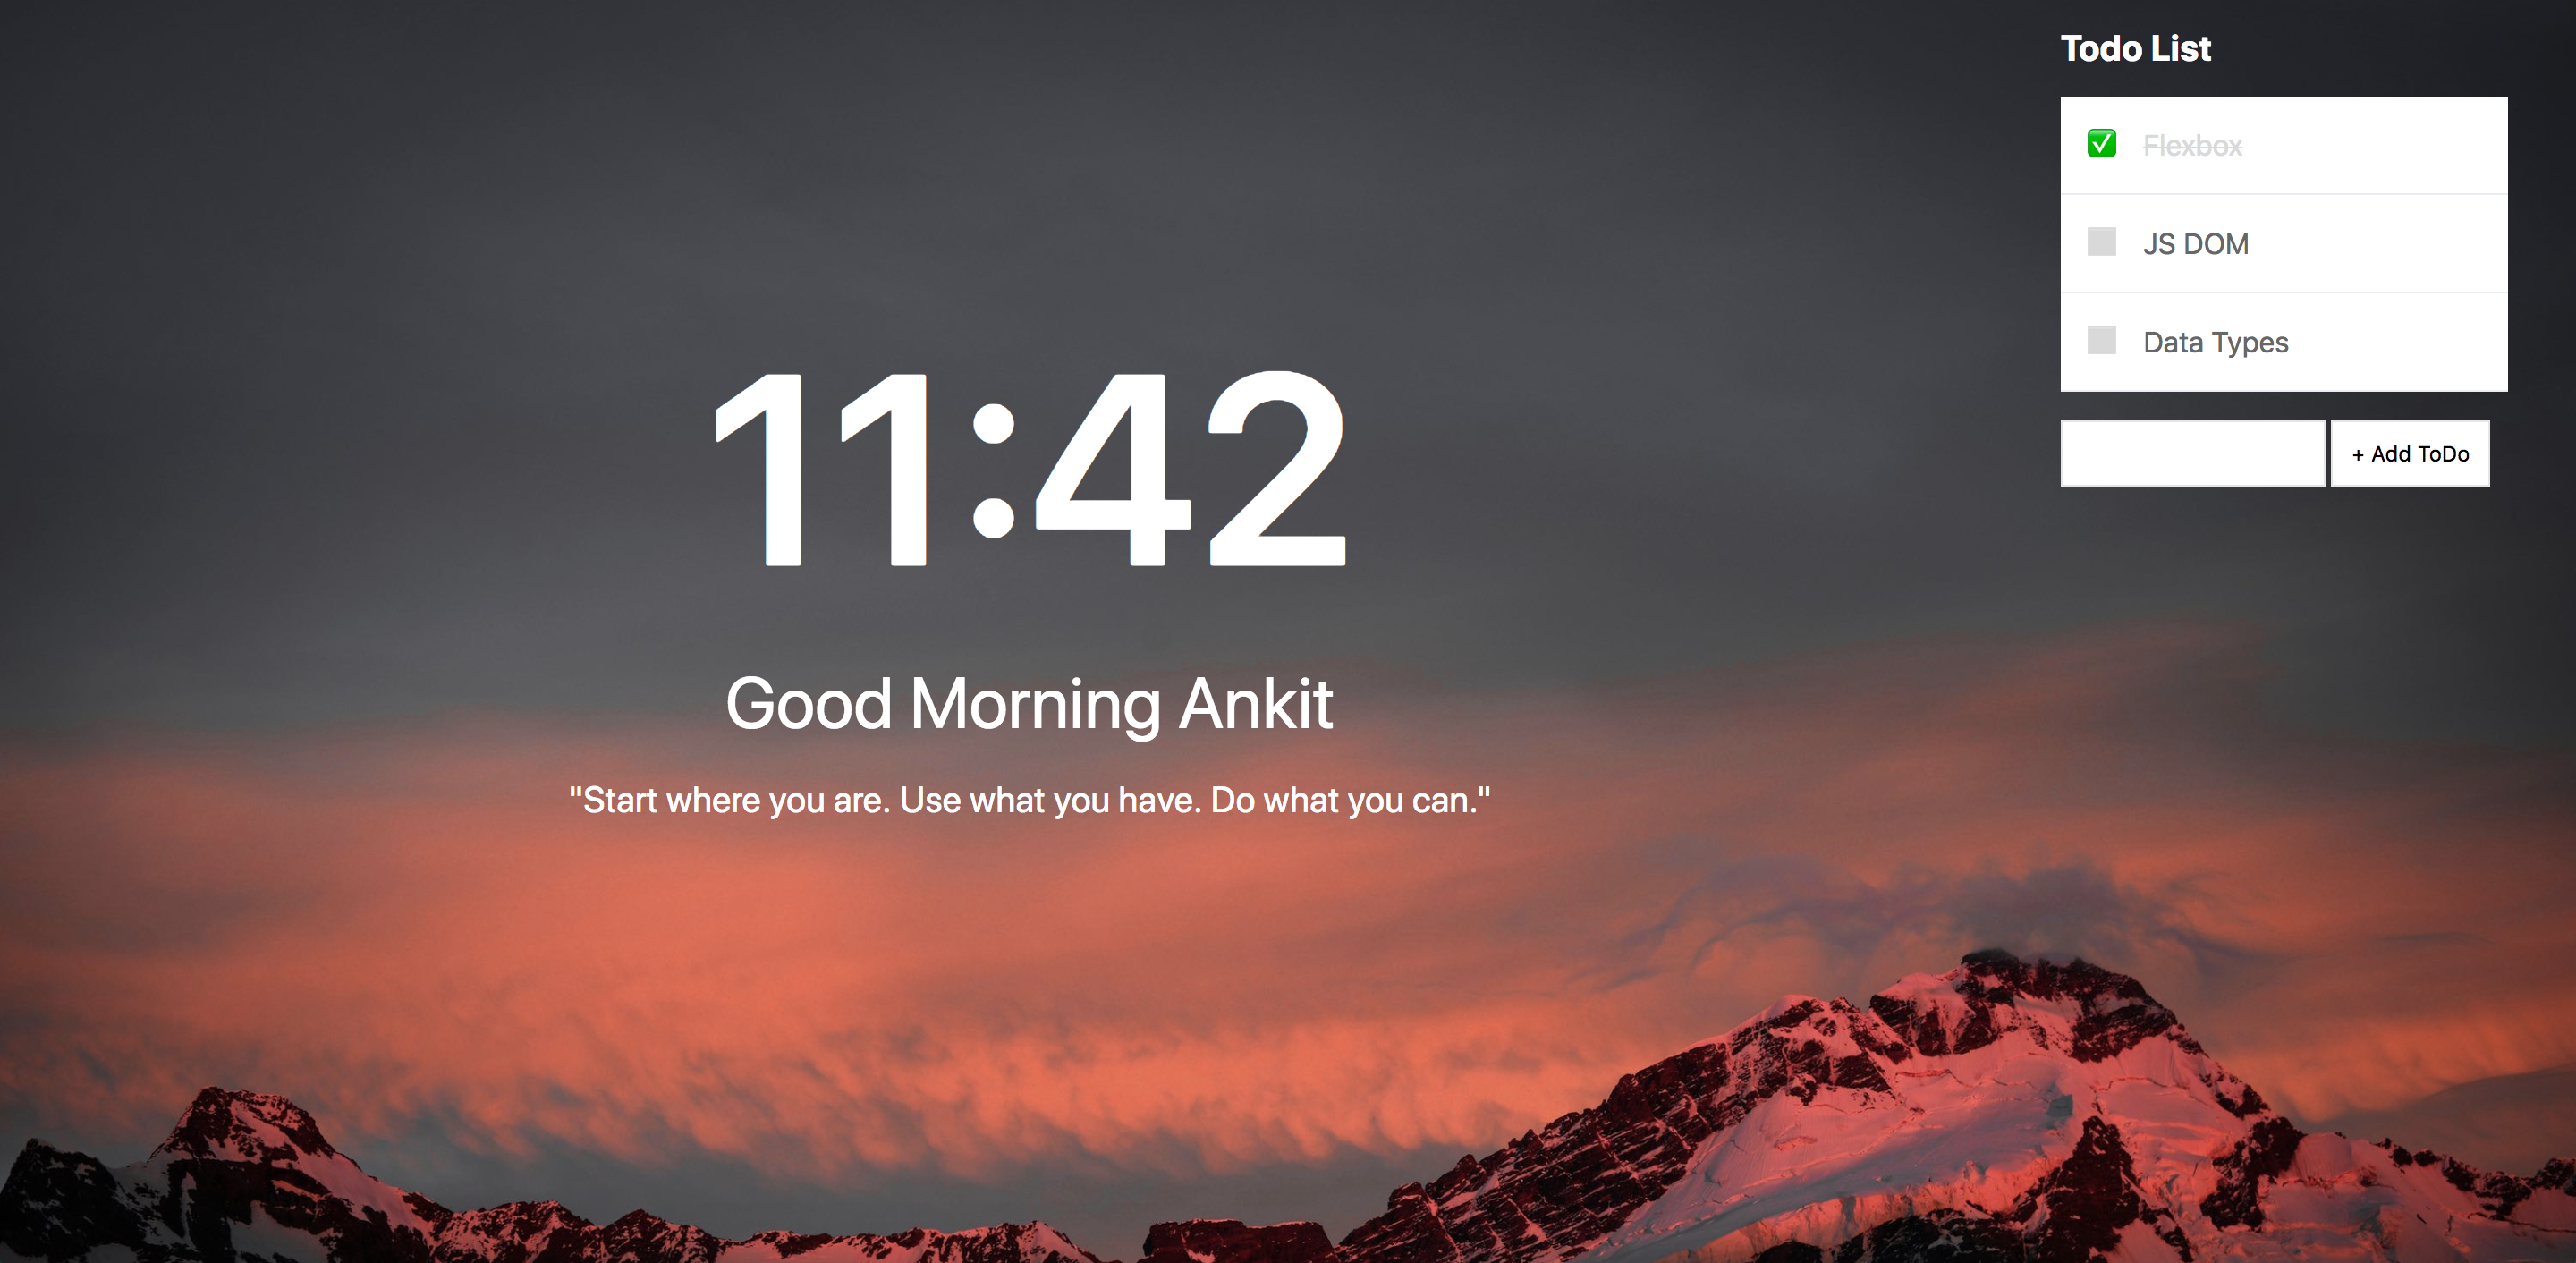 Todo List
Flexbox
JS DOM
Data Types
+ Add ToDo
11:42
Good Morning Ankit
"Start where you are. Use what you have. Do what you can."